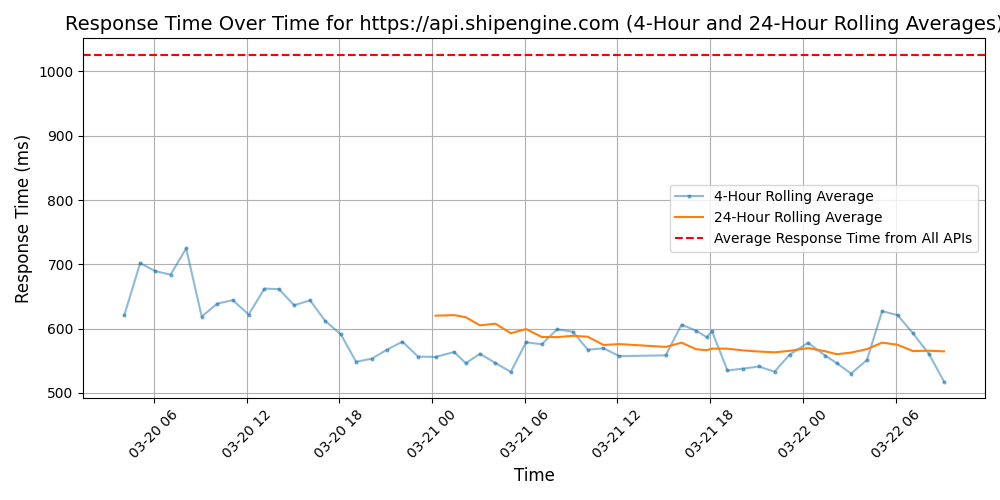 Response Time Over Time for https://api.shipengine.com (4-Hour and 24-Hour Rolling Averages)
Response Time (ms)
1000
900
800
700
600
500
4-Hour Rolling Average
24-Hour Rolling Average
Average Response Time from All APIs
03-20 06
03-20 12
03-20 18
03-21 00
03-21 06
03-21 12
03-21 18
03-22 00
03-22 06
Time